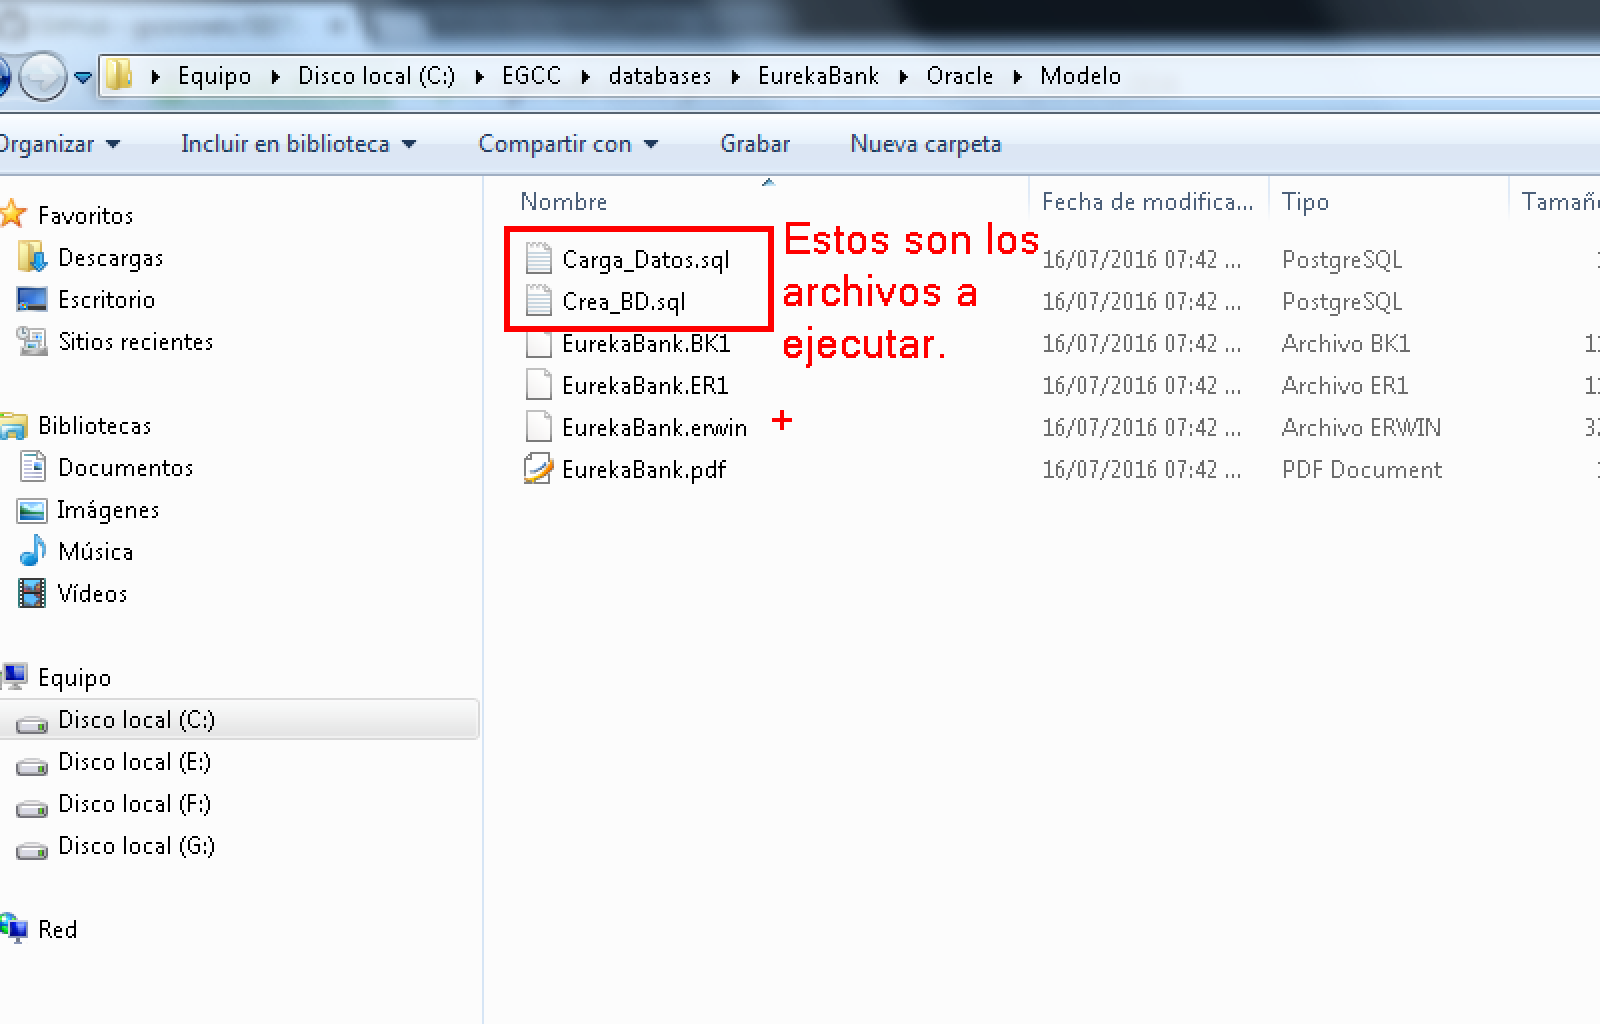 Equipo Disco local (C:) EGCC databases EurekaBank Oracle Modelo
Organizar Incluir en biblioteca Compartir con Grabar Nueva carpeta
Favoritos
Descargas
Escritorio
Sitios recientes
Bibliotecas
Documentos
Imágenes
Música
Vídeos
Equipo
Disco local (C:)
Disco local (E:)
Disco local (F:)
Disco local (G:)
Red
Nombre Fecha de modifica... Tipo Tamañ
Carga_Datos.sql 16/07/2016 07:42 ... PostgreSQL
Crea_BD.sql 16/07/2016 07:42 ... PostgreSQL
EurekaBank.BK1 16/07/2016 07:42 ... Archivo BK1
EurekaBank.ER1 16/07/2016 07:42 ... Archivo ER1
EurekaBank.erwin 16/07/2016 07:42 ... Archivo ERWIN
EurekaBank.pdf 16/07/2016 07:42 ... PDF Document
Estos son los
archivos a
ejecutar.
+